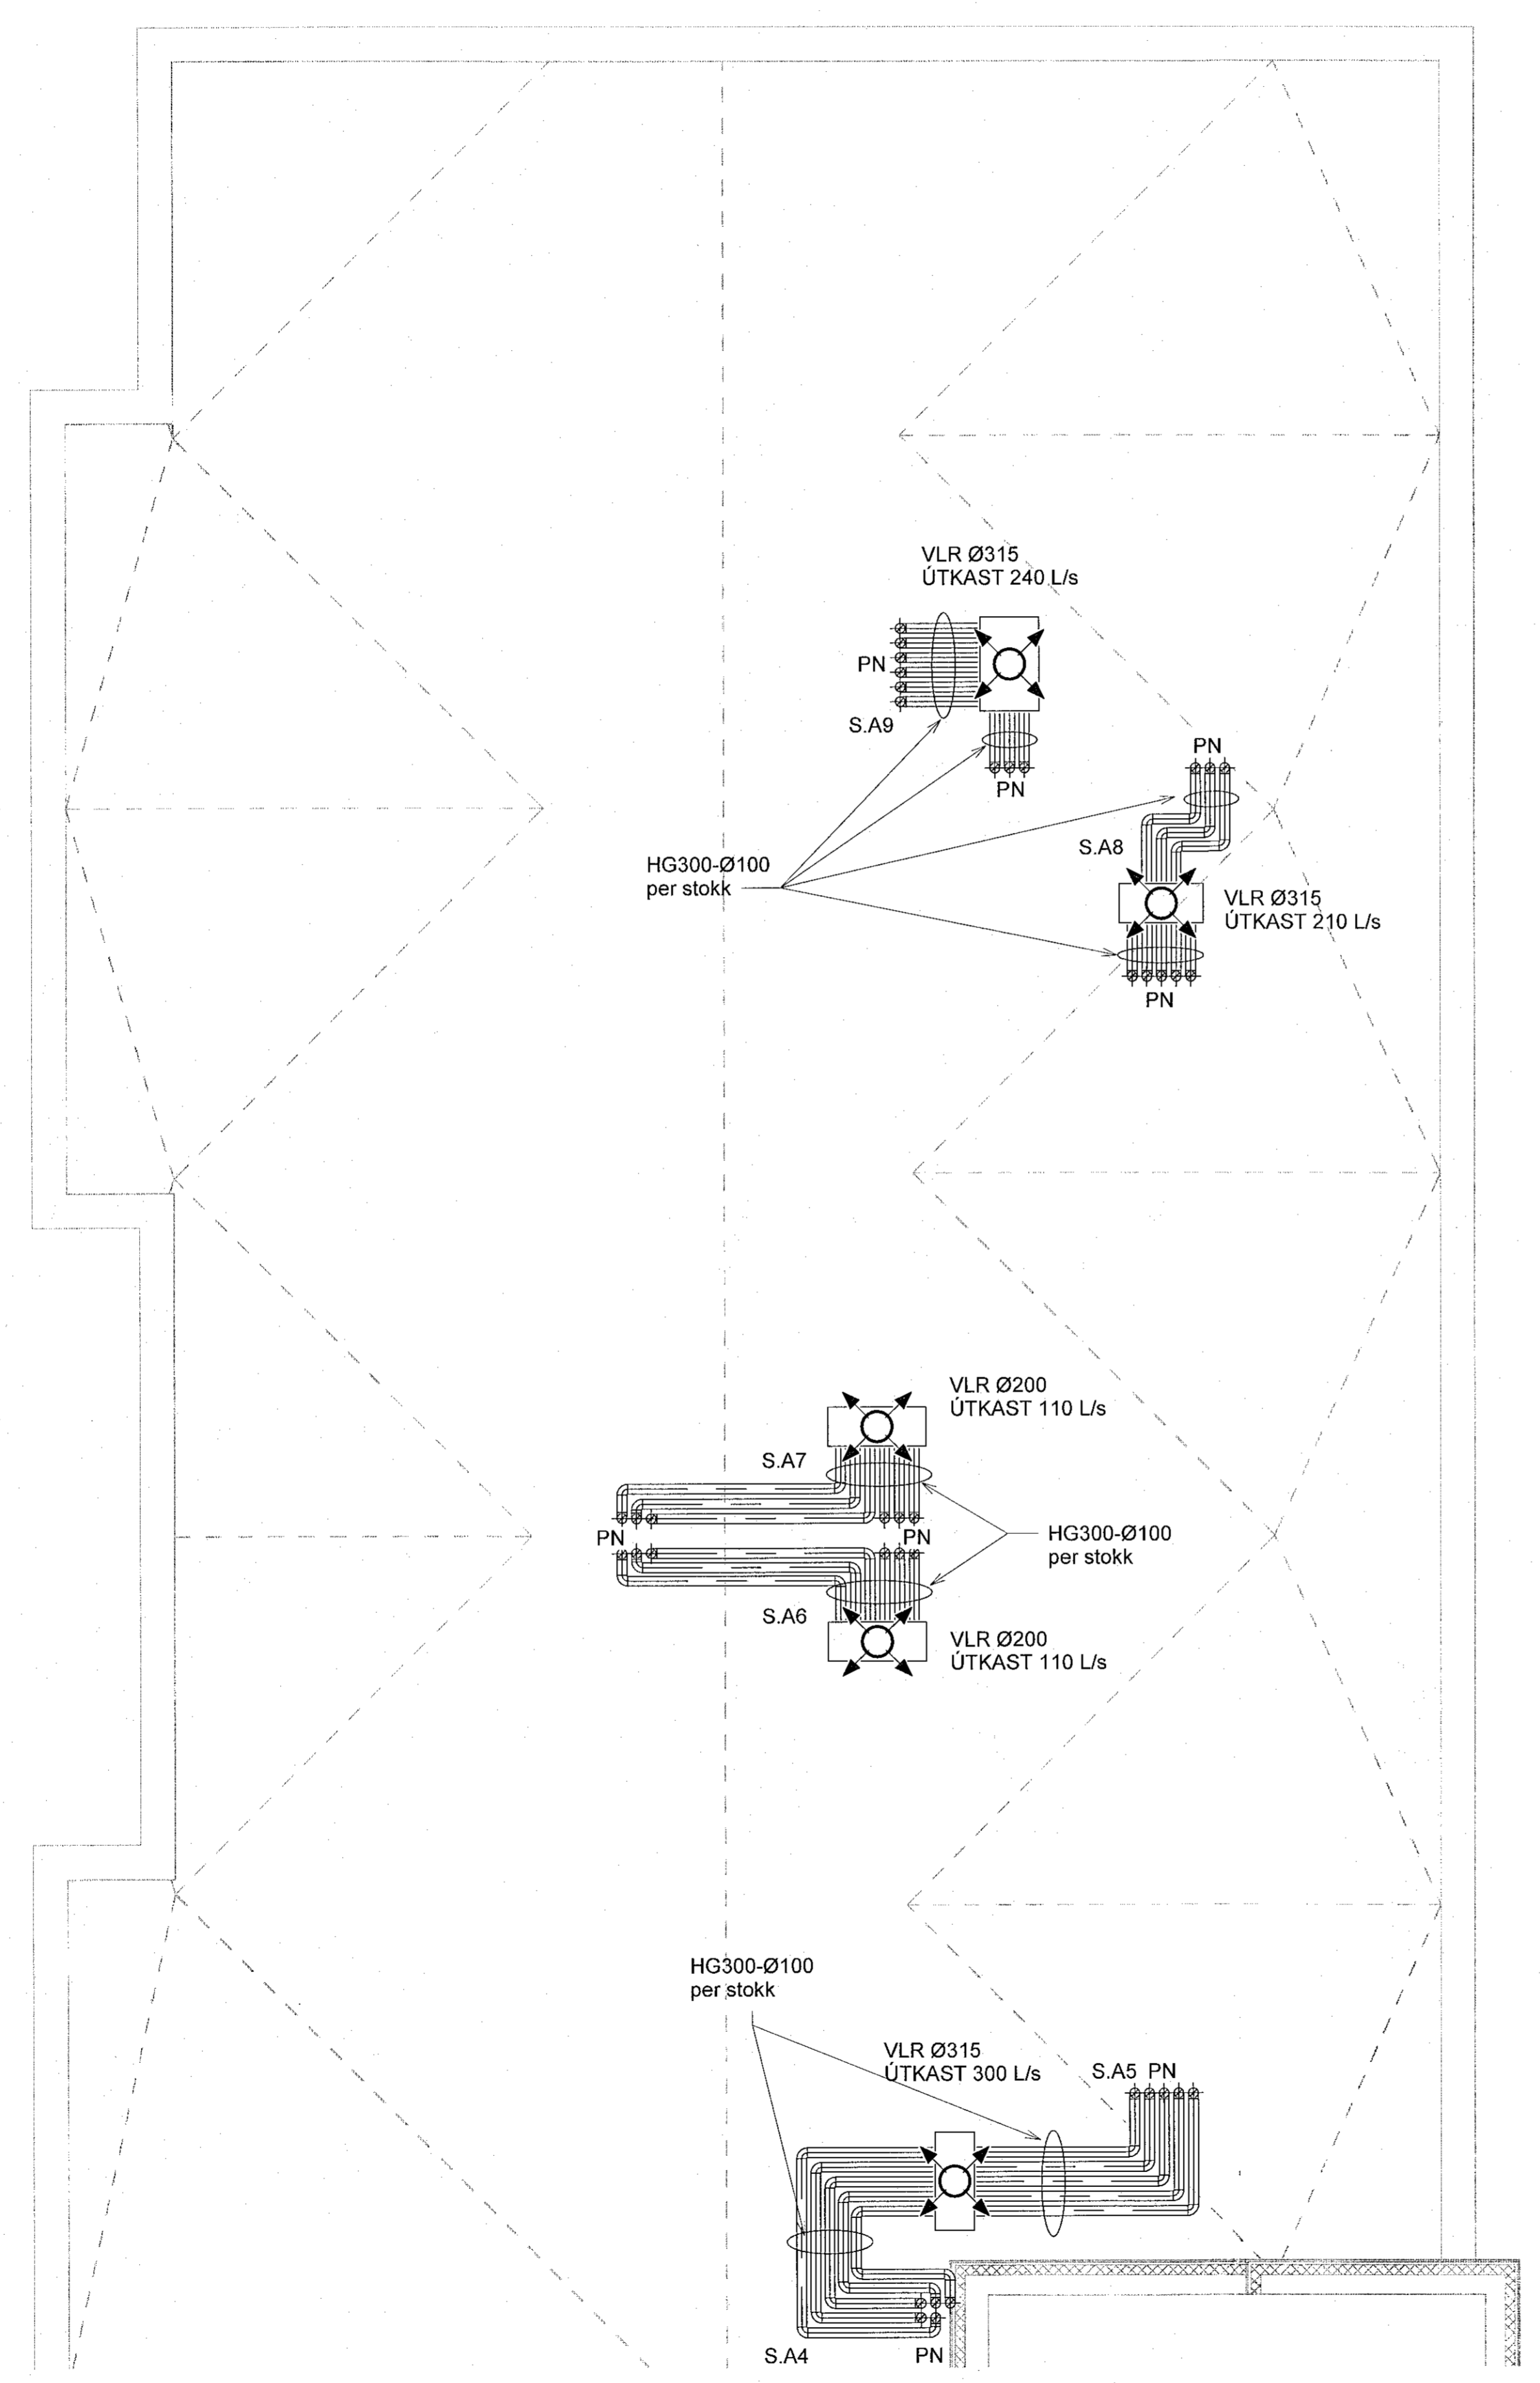 VLR Ø315
ÚTKAST 240 L/s
PN
S.A9
PN
PN
HG300-Ø100
per stokk
S.A8
VLR Ø315
ÚTKAST 210 L/s
PN
VLR Ø200
ÚTKAST 110 L/s
S.A7
PN
PN
HG300-Ø100
per stokk
S.A6
VLR Ø200
ÚTKAST 110 L/s
HG300-Ø100
per stokk
VLR Ø315
ÚTKAST 300 L/s
S.A5 PN
S.A4
PN